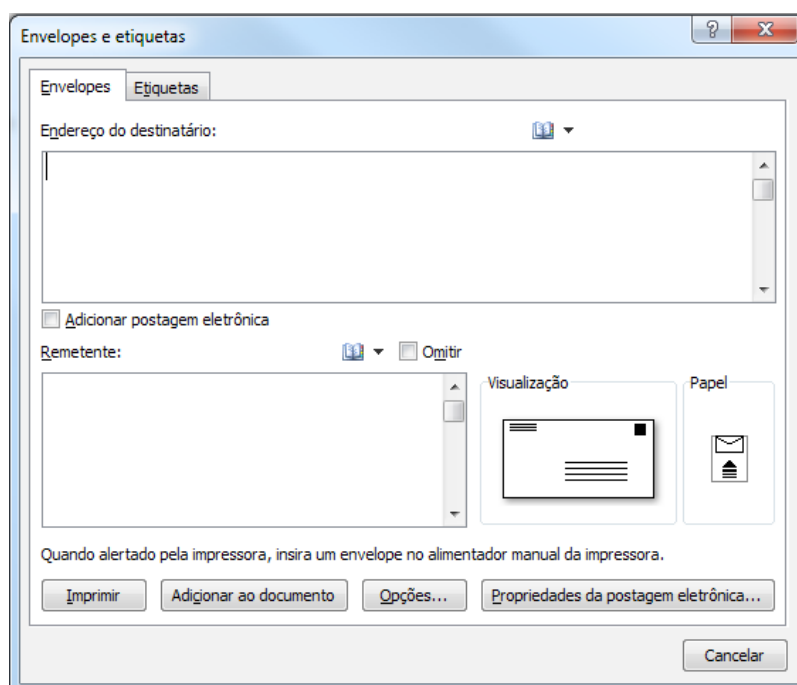 Envelopes e etiquetas
Envelopes Etiquetas
Endereço do destinatário:
Adicionar postagem eletrônica
Remetente: Omitir
Visualização Papel
Quando alertado pela impressora, insira um envelope no alimentador manual da impressora.
Imprimir Adicionar ao documento Opções... Propriedades da postagem eletrônica...
Cancelar